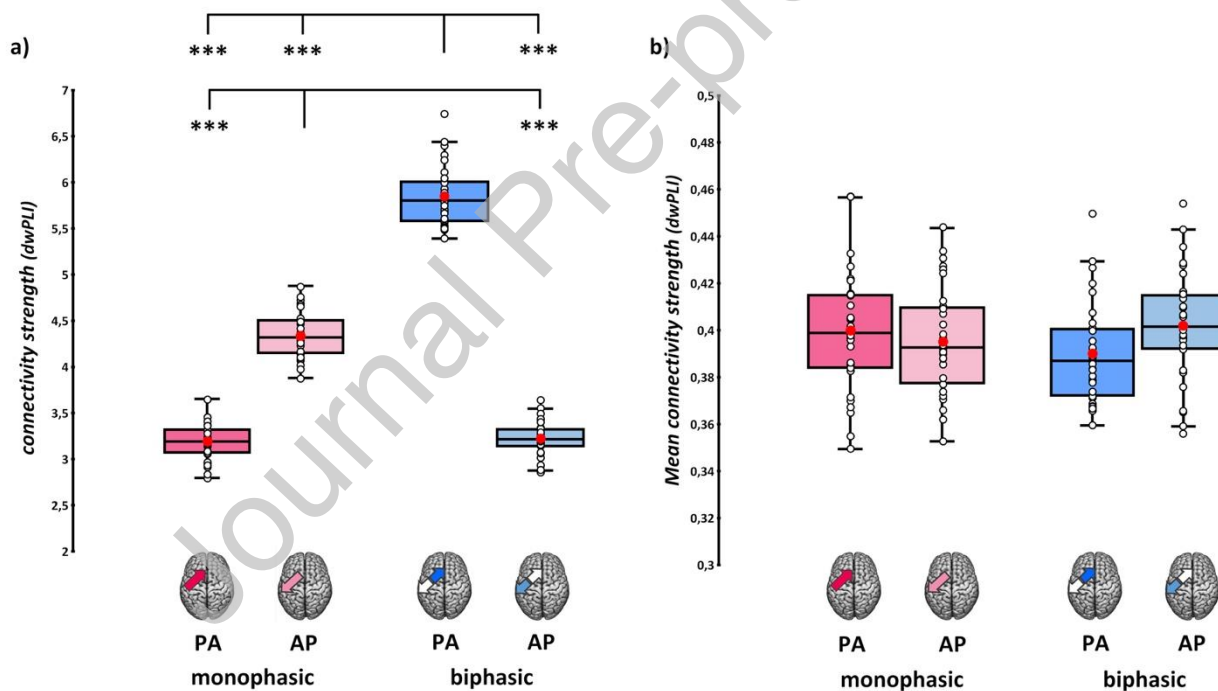 *** *** ***
a)
*** ***
connectivity strength (dwPLI)
7
6,5
6
5,5
5
4,5
4
3,5
3
2,5
2
PA AP PA AP
monophasic biphasic
b)
Mean connectivity strength (dwPLI)
0,5
0,48
0,46
0,44
0,42
0,4
0,38
0,36
0,34
0,32
0,3
PA AP PA AP
monophasic biphasic
Journal Pre-pr